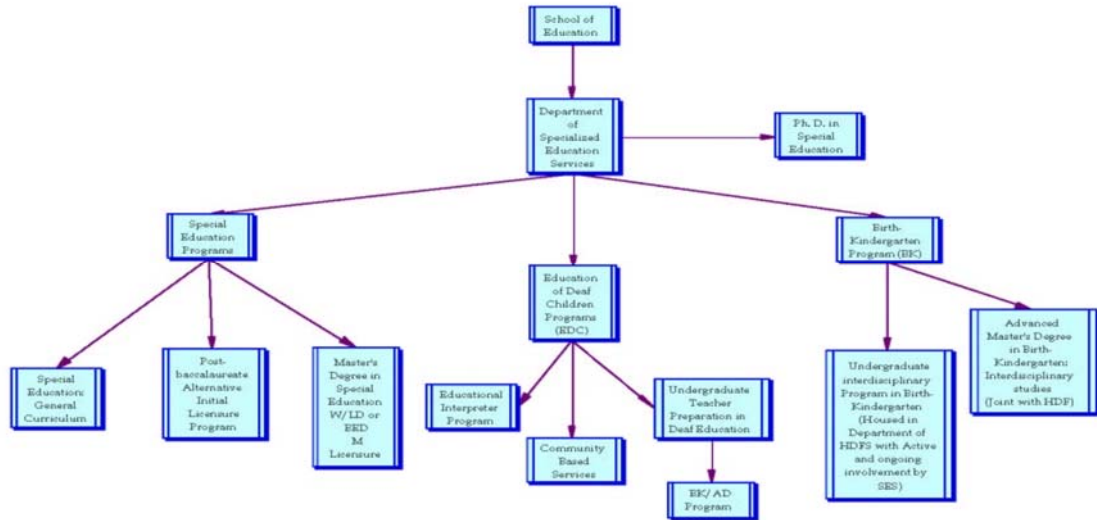 School of
Education
Department
of
Specialized
Education
Services
Ph. D. in
Special
Education
Special
Education
Programs
Birth-
Kindergarten
Program (BK)
Education
of Deaf
Children
Programs
(EDC)
Special
Education:
General
Curriculum
Post-
baccalaureate
Alternative
Initial
Licensure
Program
Master's
Degree in
Special
Education
W/ LD or
BED
M
Licensure
Educational
Interpreter
Program
Community
Based
Services
Undergraduate
Teacher
Preparation in
Deaf Education
BK/ AD
Program
Undergraduate
interdisciplinary
Program in Birth-
Kindergarten
(Housed in
Department of
HDFS with Active
and ongoing
involvement by
SES)
Advanced
Master's Degree
in Birth-
Kindergarten:
Interdisciplinary
studies
(Joint with HDF)